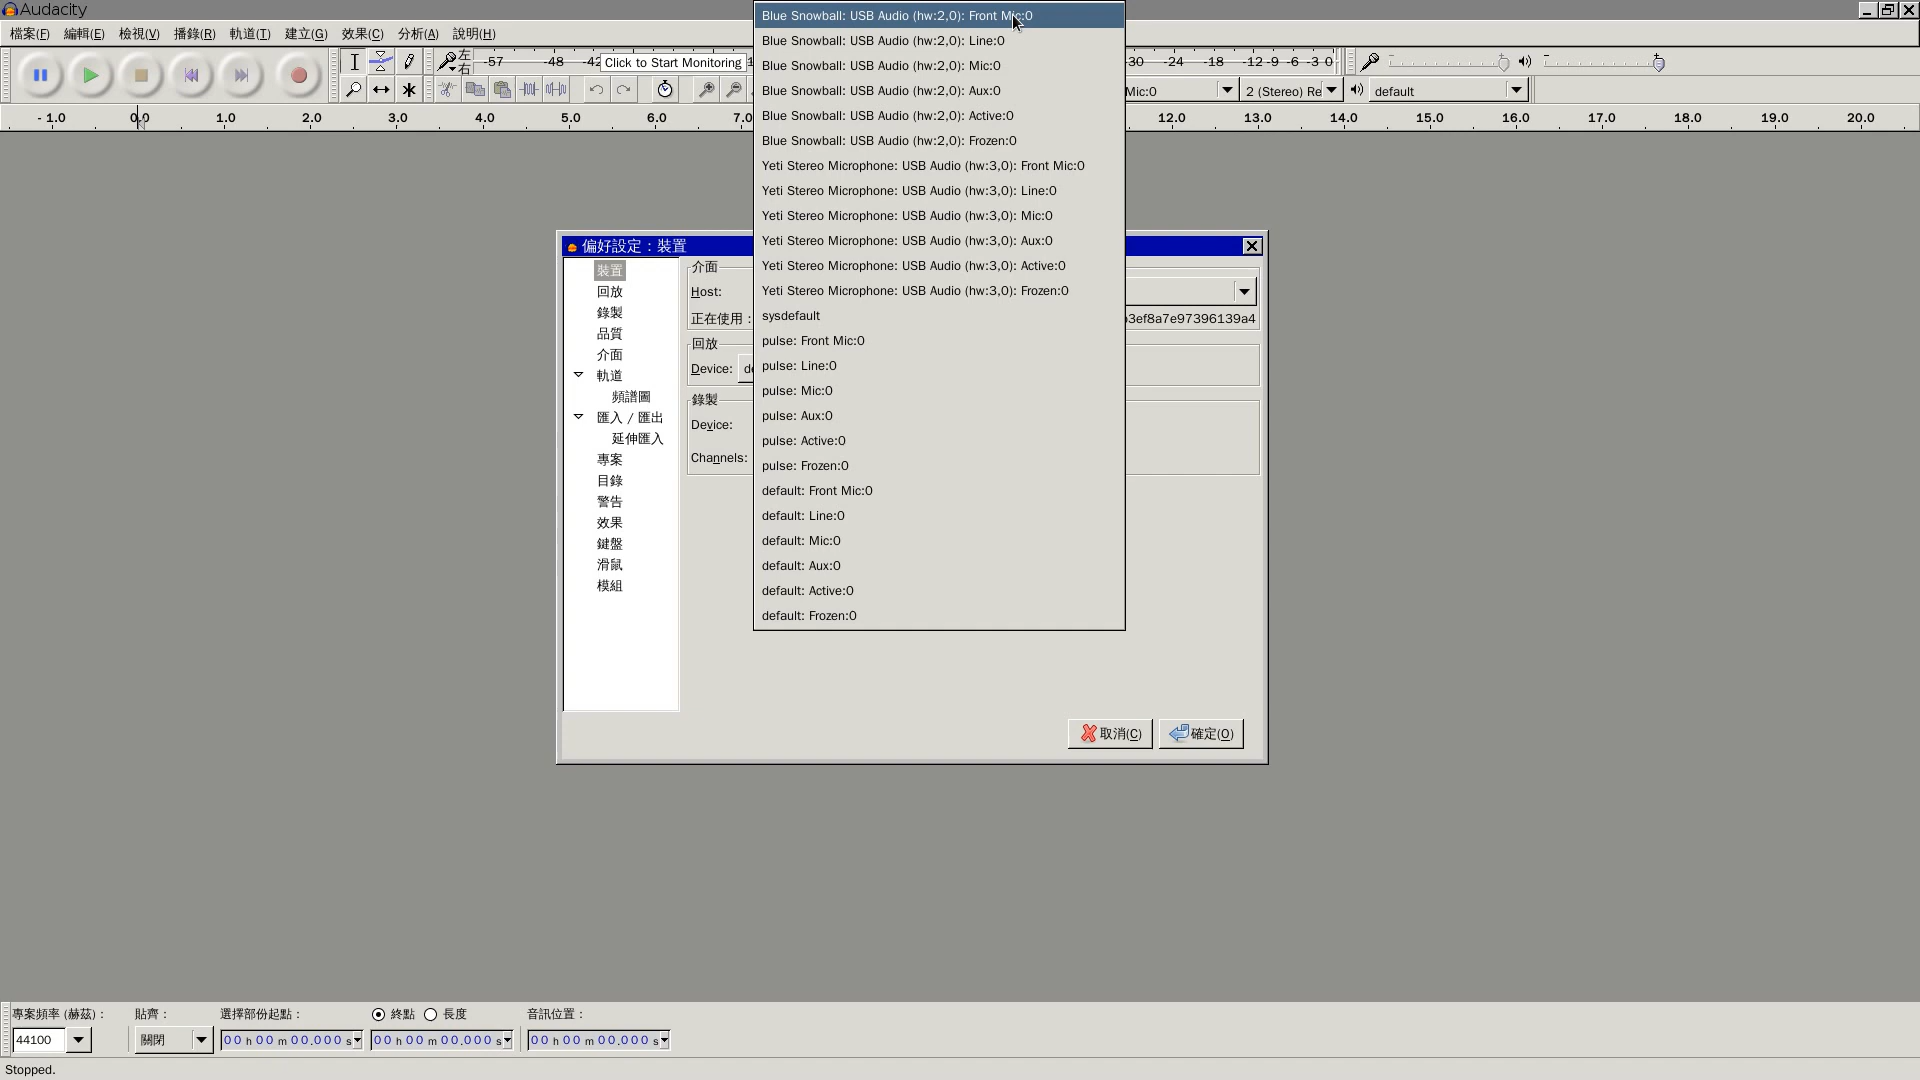 Audacity
檔案(F) 編輯(E) 檢視(V) 播錄(R) 軌道(T) 建立(G) 效果(C) 分析(A) 說明(H)
左 右 -57 -48 -42 Click to Start Monitoring -30 -24 -18 -12 -9 -6 -3 0
Mic:0 2 (Stereo) Re default
- 1.0 0.0 1.0 2.0 3.0 4.0 5.0 6.0 7.0 12.0 13.0 14.0 15.0 16.0 17.0 18.0 19.0 20.0
Blue Snowball: USB Audio (hw:2,0): Front Mic:0
Blue Snowball: USB Audio (hw:2,0): Line:0
Blue Snowball: USB Audio (hw:2,0): Mic:0
Blue Snowball: USB Audio (hw:2,0): Aux:0
Blue Snowball: USB Audio (hw:2,0): Active:0
Blue Snowball: USB Audio (hw:2,0): Frozen:0
Yeti Stereo Microphone: USB Audio (hw:3,0): Front Mic:0
Yeti Stereo Microphone: USB Audio (hw:3,0): Line:0
Yeti Stereo Microphone: USB Audio (hw:3,0): Mic:0
Yeti Stereo Microphone: USB Audio (hw:3,0): Aux:0
Yeti Stereo Microphone: USB Audio (hw:3,0): Active:0
Yeti Stereo Microphone: USB Audio (hw:3,0): Frozen:0
sysdefault
pulse: Front Mic:0
pulse: Line:0
pulse: Mic:0
pulse: Aux:0
pulse: Active:0
pulse: Frozen:0
default: Front Mic:0
default: Line:0
default: Mic:0
default: Aux:0
default: Active:0
default: Frozen:0
偏好設定：裝置
裝置
回放
錄製
品質
介面
軌道
頻譜圖
匯入 / 匯出
延伸匯入
專案
目錄
警告
效果
鍵盤
滑鼠
模組
介面
Host:
正在使用： 3ef8a7e97396139a4
回放
Device: de
錄製
Device:
Channels:
取消(C) 確定(O)
專案頻率 (赫茲)： 貼齊： 選擇部份起點： 終點 長度 音訊位置：
44100 關閉 00 h 00 m 00.000 s 00 h 00 m 00.000 s 00 h 00 m 00.000 s
Stopped.